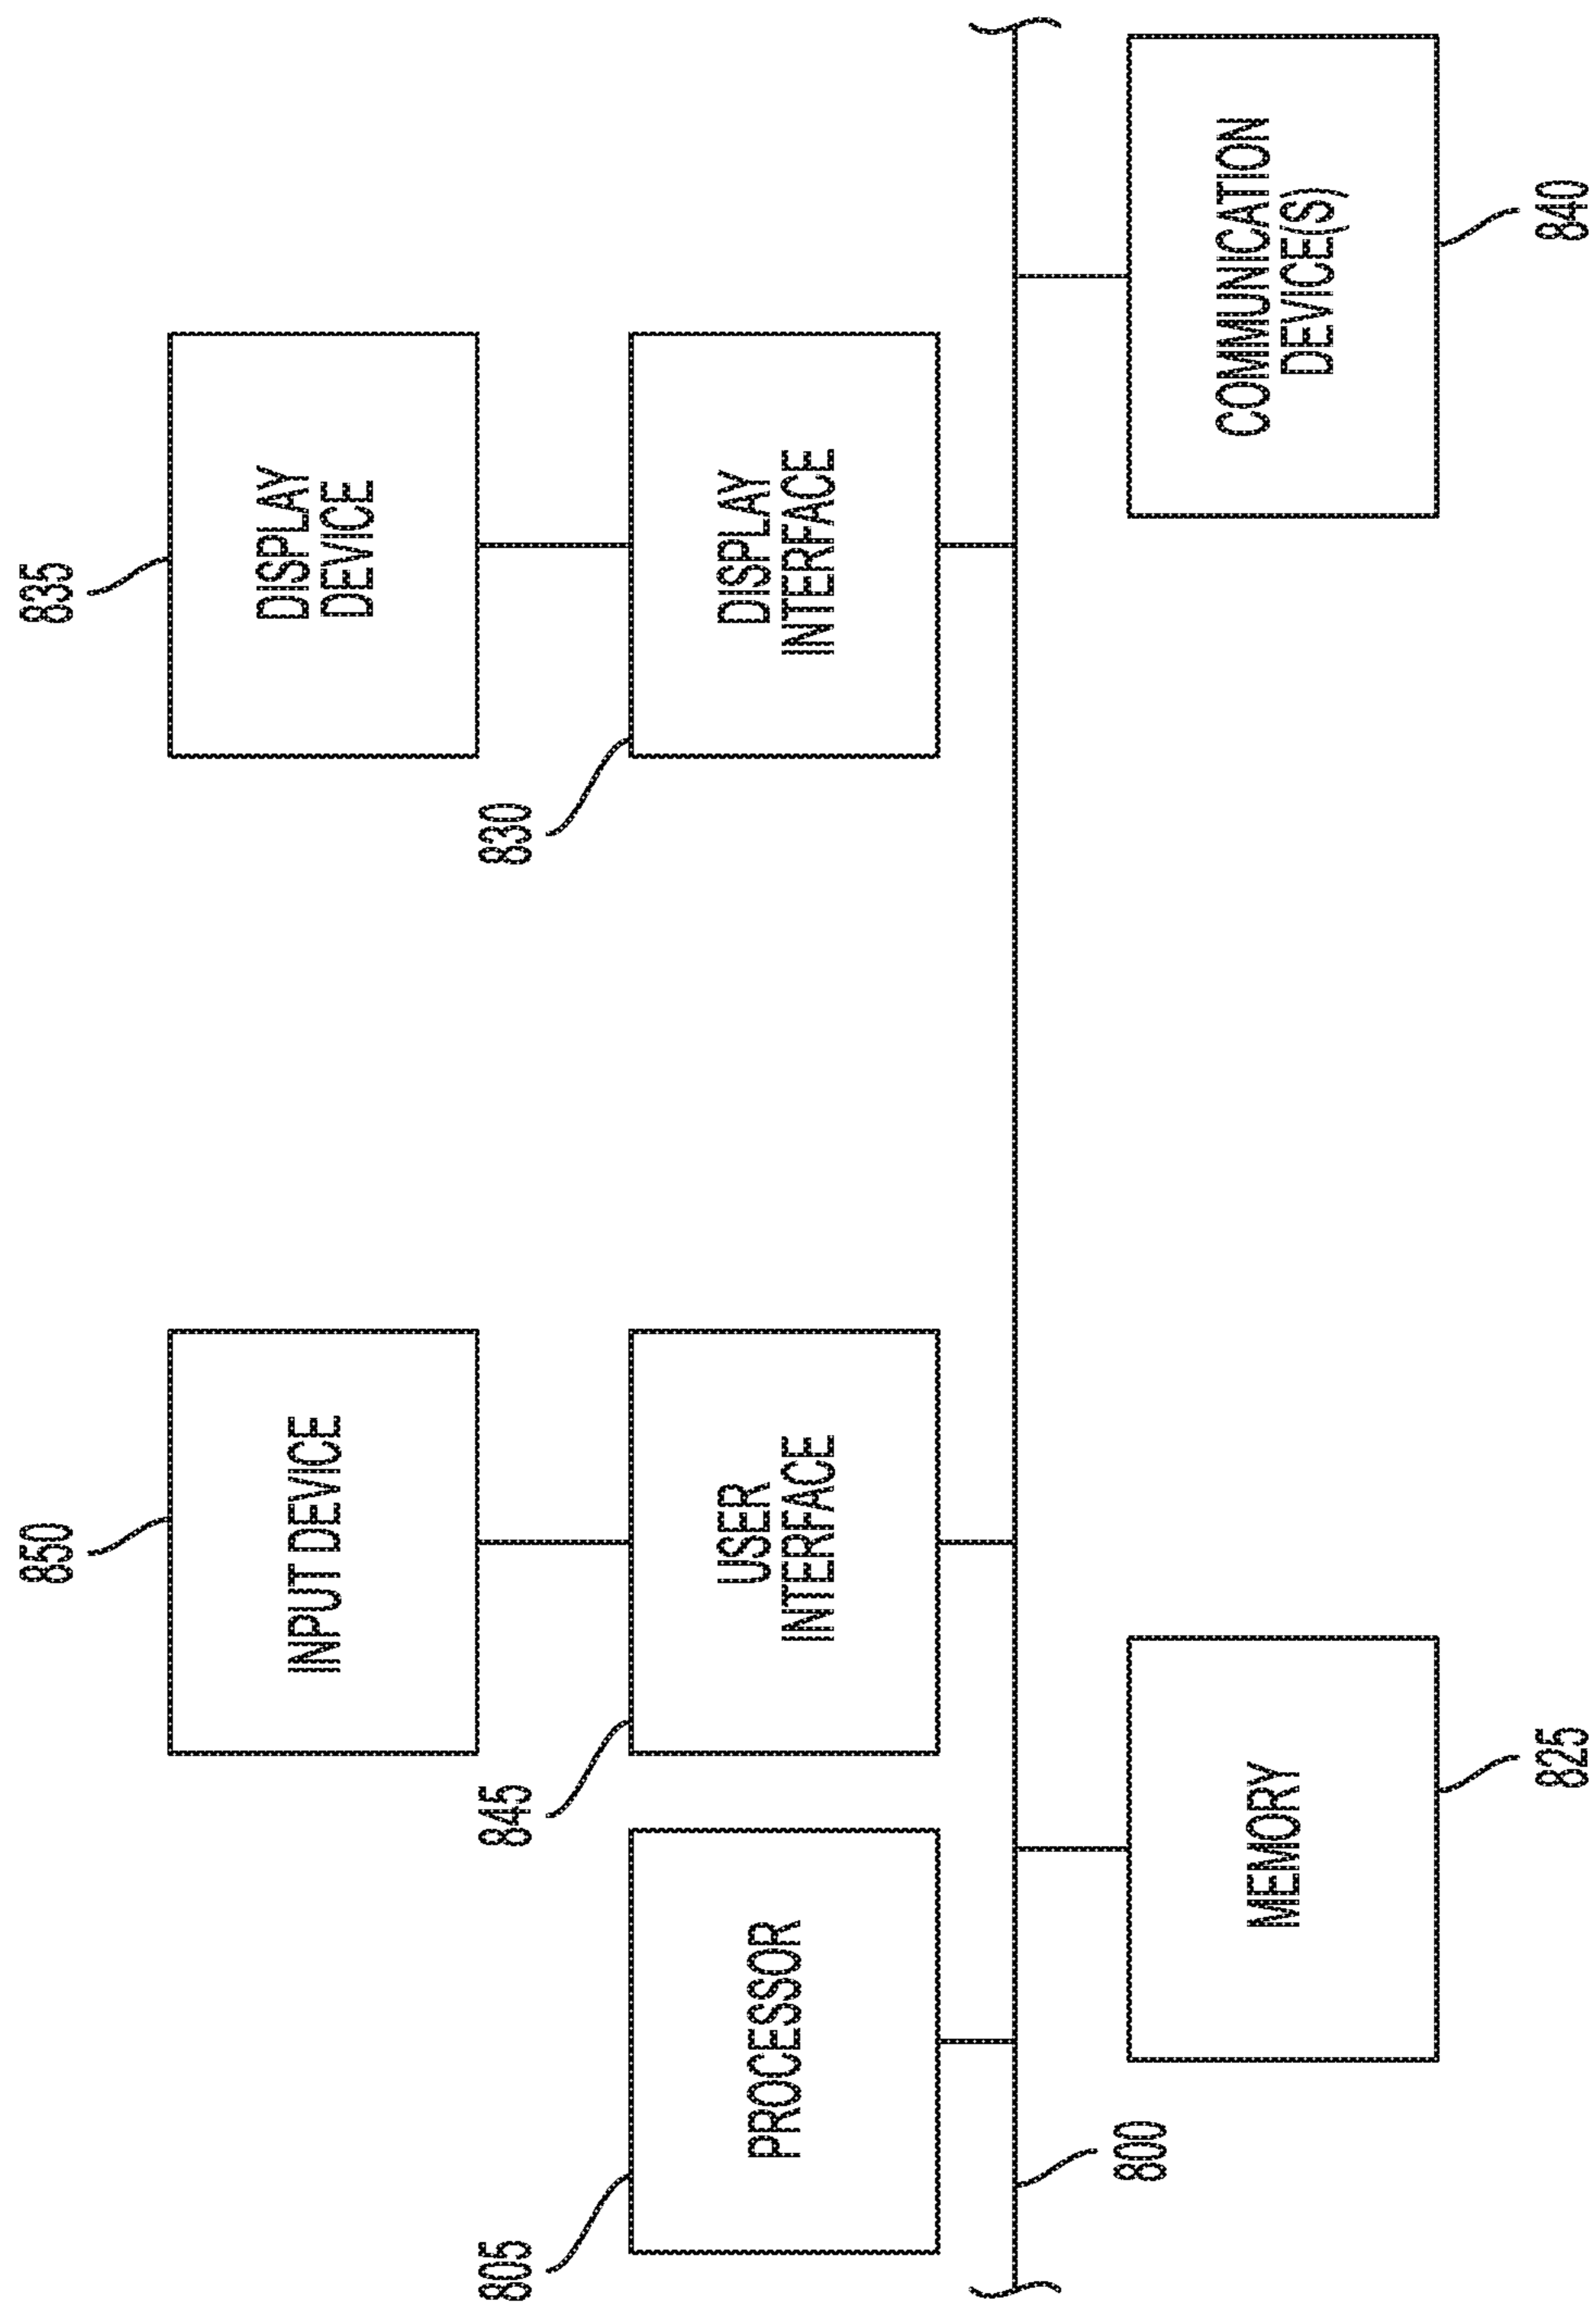 850
INPUT DEVICE
835
DISPLAY
DEVICE
805
PROCESSOR
845
USER
INTERFACE
830
DISPLAY
INTERFACE
800
MEMORY
825
COMMUNICATION
DEVICE(S)
840